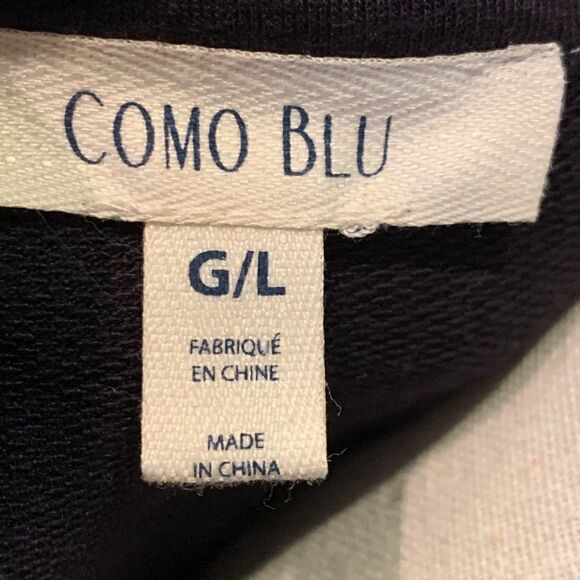 COMO BLU
G/L
FABRIQUÉ
EN CHINE
MADE
IN CHINA